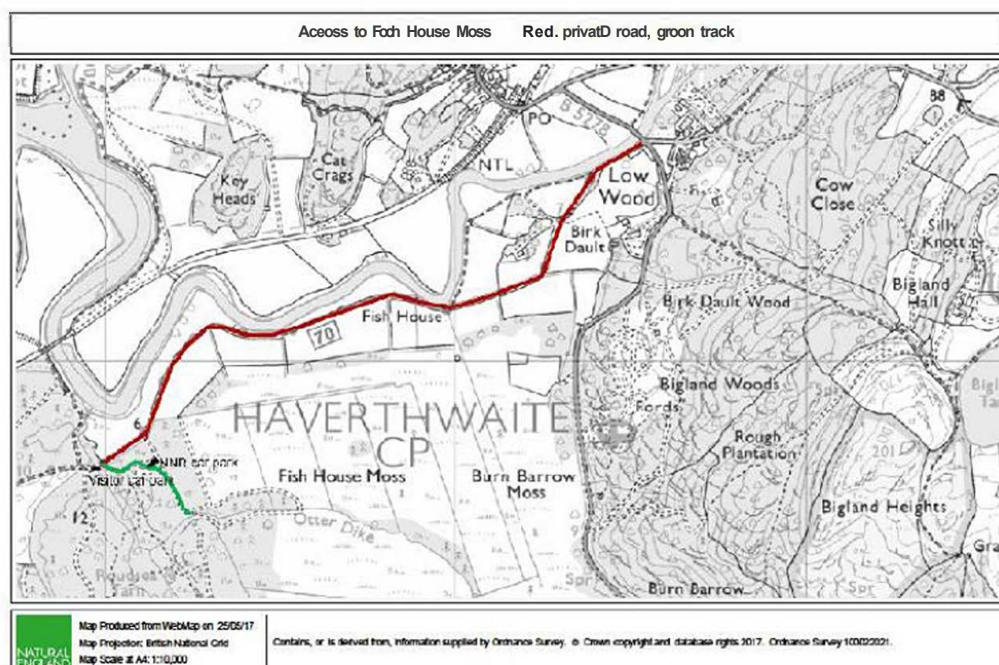 Aceoss to Foch House Moss Red. privatD road, groon track
PO
B 5278
88
NTL
Cat
Crags
Key
Heads
Low
Wood
Cow
Close
Birk
Dault
Silly
Knott
Bigland
Hall
Birk Dault Wood
Fish House
70
Bigland Woods
Fords
HAVERTHWAITE
CP
6
Rough
Plantation
201
NNR car park
Visitor car park
Fish House Moss
Burn Barrow
Moss
12
Otter Dike
Bigland Heights
Spr
Burn Barrow
Spr
NATURAL
ENGLAND
Map Produced from WebMap on 25/05/17
Map Projection: British National Grid
Map Scale at A4: 1:10,000
Contains, or is derived from, information supplied by Ordnance Survey. © Crown copyright and database rights 2017. Ordnance Survey 100022021.